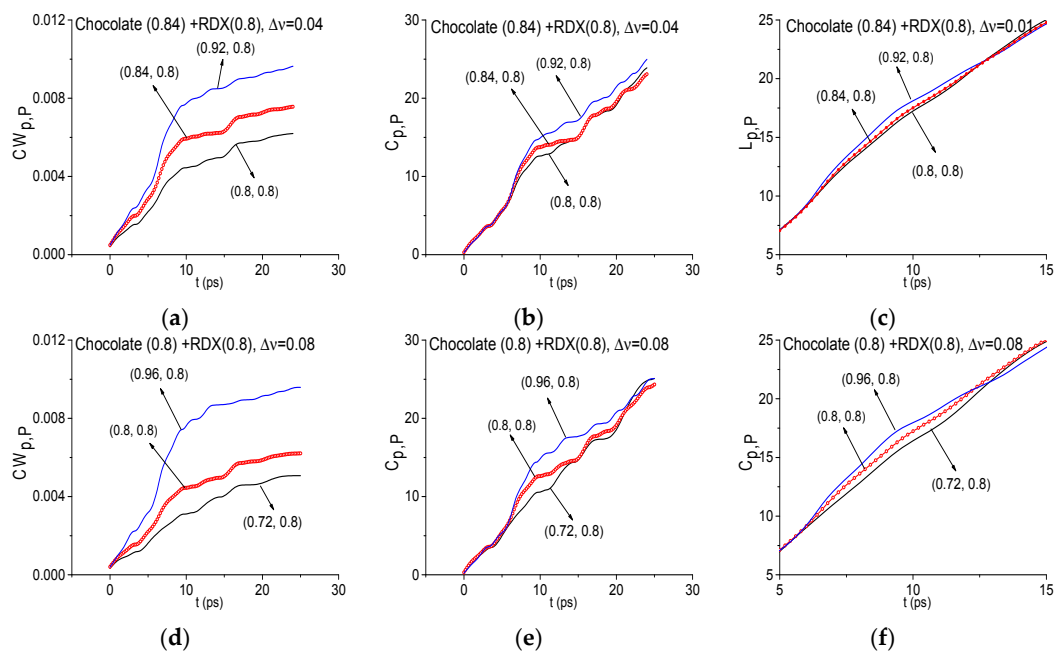 Chocolate (0.84) +RDX(0.8), Δν=0.04
(0.92, 0.8)
(0.84, 0.8)
(0.8, 0.8)
CW_{p,P}
0.012
0.008
0.004
0.000
0 10 20 30
t (ps)
(a)
Chocolate (0.84) +RDX(0.8), Δν=0.04
(0.92, 0.8)
(0.84, 0.8)
(0.8, 0.8)
C_{p,P}
30
20
10
0
0 10 20 30
t (ps)
(b)
Chocolate (0.84) +RDX(0.8), Δν=0.01
(0.92, 0.8)
(0.84, 0.8)
(0.8, 0.8)
L_{p,P}
25
20
15
10
5
5 10 15
t (ps)
(c)
Chocolate (0.8) +RDX(0.8), Δν=0.08
(0.96, 0.8)
(0.8, 0.8)
(0.72, 0.8)
CW_{p,P}
0.012
0.008
0.004
0.000
0 10 20 30
t (ps)
(d)
Chocolate (0.8) +RDX(0.8), Δν=0.08
(0.96, 0.8)
(0.8, 0.8)
(0.72, 0.8)
C_{p,P}
30
20
10
0
0 10 20 30
t (ps)
(e)
Chocolate (0.8) +RDX(0.8), Δν=0.08
(0.96, 0.8)
(0.8, 0.8)
(0.72, 0.8)
C_{p,P}
25
20
15
10
5
5 10 15
t (ps)
(f)